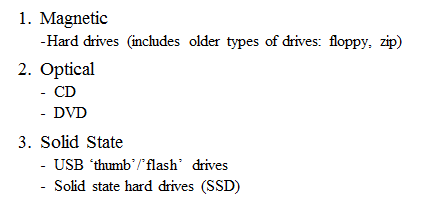 1. Magnetic
-Hard drives (includes older types of drives: floppy, zip)
2. Optical
- CD
- DVD
3. Solid State
- USB ‘thumb’/’flash’ drives
- Solid state hard drives (SSD)